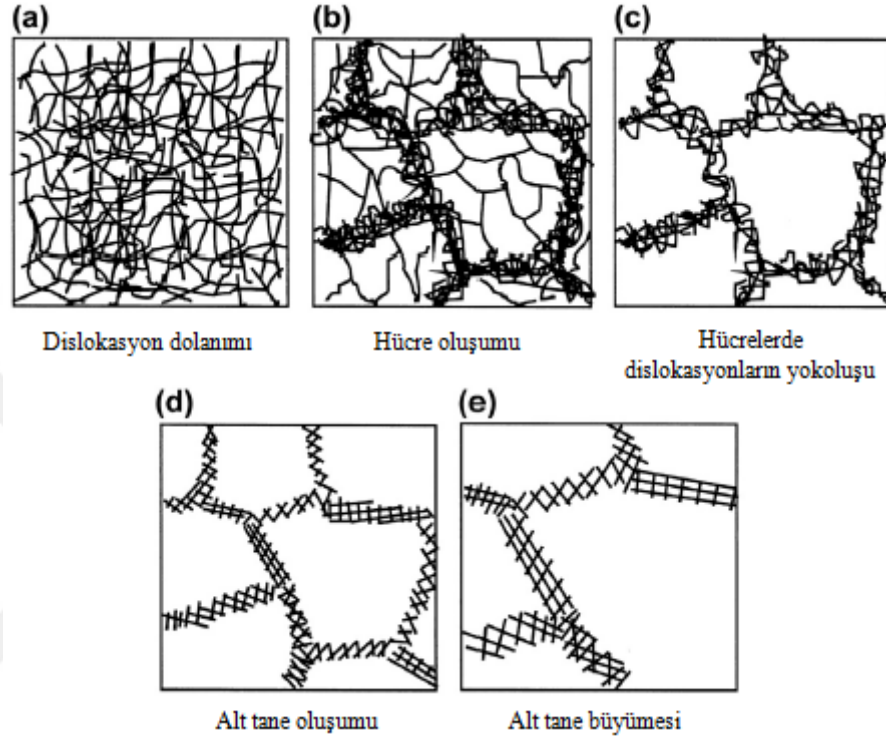 (a)
(b)
(c)
Dislokasyon dolanımı
Hücre oluşumu
Hücrelerde
dislokasyonların yokoluşu
(d)
(e)
Alt tane oluşumu
Alt tane büyümesi